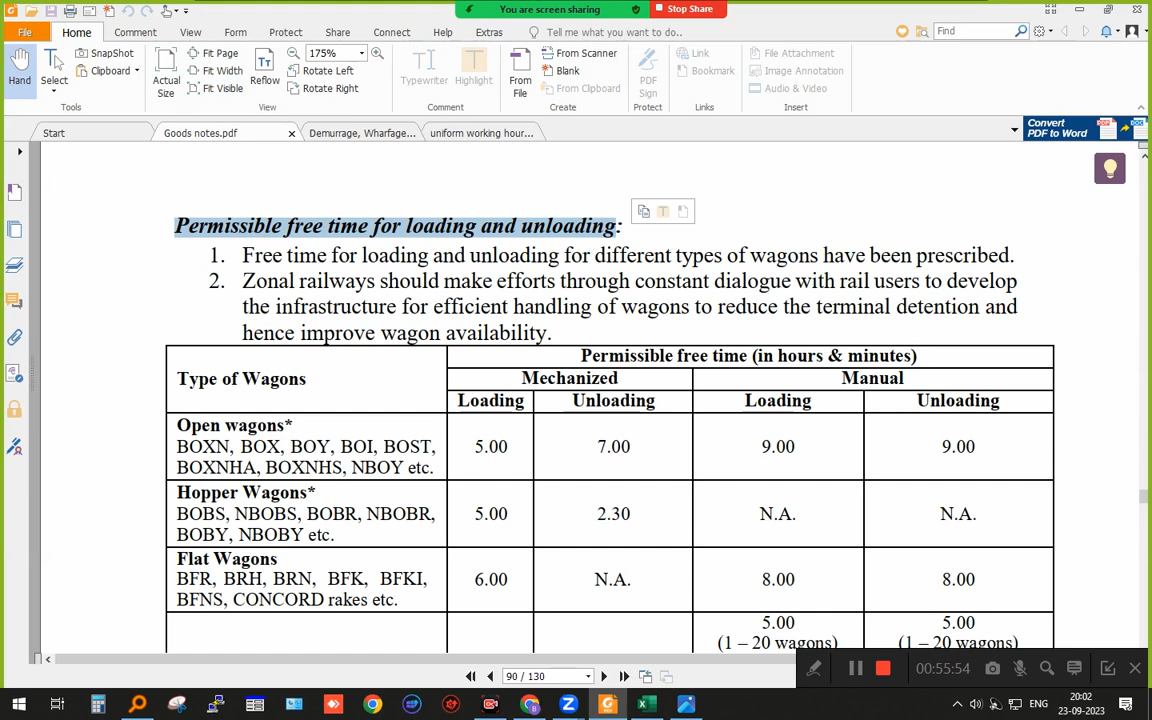 You are screen sharing
Stop Share
File
Home
Comment
View
Form
Protect
Share
Connect
Help
Extras
Tell me what you want to do..
Find
Hand
Select
SnapShot
Clipboard
Actual
Size
Fit Page
Fit Width
Fit Visible
Reflow
175%
Rotate Left
Rotate Right
Typewriter
Highlight
From
File
From Scanner
Blank
From Clipboard
PDF
Sign
Link
Bookmark
File Attachment
Image Annotation
Audio & Video
Tools
View
Comment
Create
Protect
Links
Insert
Start
Goods notes.pdf
Demurrage, Wharfage...
uniform working hour...
Convert
PDF to Word
Permissible free time for loading and unloading:
1. Free time for loading and unloading for different types of wagons have been prescribed.
2. Zonal railways should make efforts through constant dialogue with rail users to develop
the infrastructure for efficient handling of wagons to reduce the terminal detention and
hence improve wagon availability.
Type of Wagons
Permissible free time (in hours & minutes)
Mechanized
Manual
Loading
Unloading
Loading
Unloading
Open wagons*
BOXN, BOX, BOY, BOI, BOST,
BOXNHA, BOXNHS, NBOY etc.
5.00
7.00
9.00
9.00
Hopper Wagons*
BOBS, NBOBS, BOBR, NBOBR,
BOBY, NBOBY etc.
5.00
2.30
N.A.
N.A.
Flat Wagons
BFR, BRH, BRN, BFK, BFKI,
BFNS, CONCORD rakes etc.
6.00
N.A.
8.00
8.00
5.00
(1 – 20 wagons)
5.00
(1 – 20 wagons)
90 / 130
00:55:54
ENG
20:02
23-09-2023